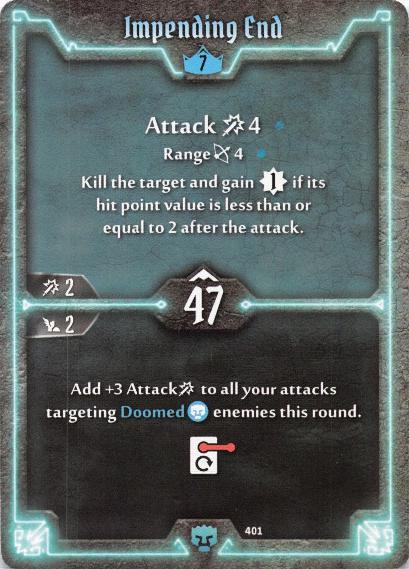 Impending End
7
Attack 4
Range 4
Kill the target and gain 1 if its
hit point value is less than or
equal to 2 after the attack.
2
47
2
Add +3 Attack to all your attacks
targeting Doomed enemies this round.
401